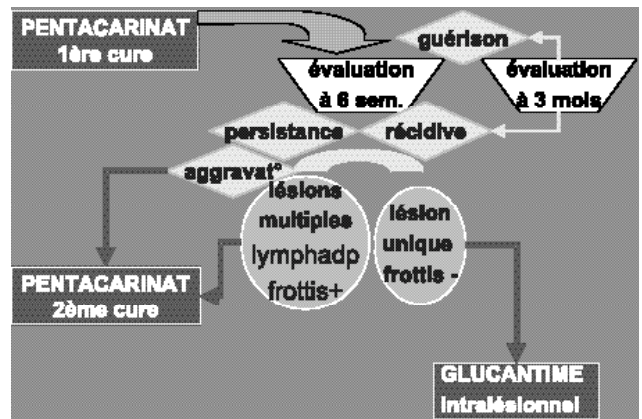 PENTACARINAT
1ère cure
guérison
évaluation
à 6 sem.
évaluation
à 3 mois
persistance
récidive
aggravat°
lésions
multiples
lymphadp
frottis+
lésion
unique
frottis -
PENTACARINAT
2ème cure
GLUCANTIME
intralésionnel